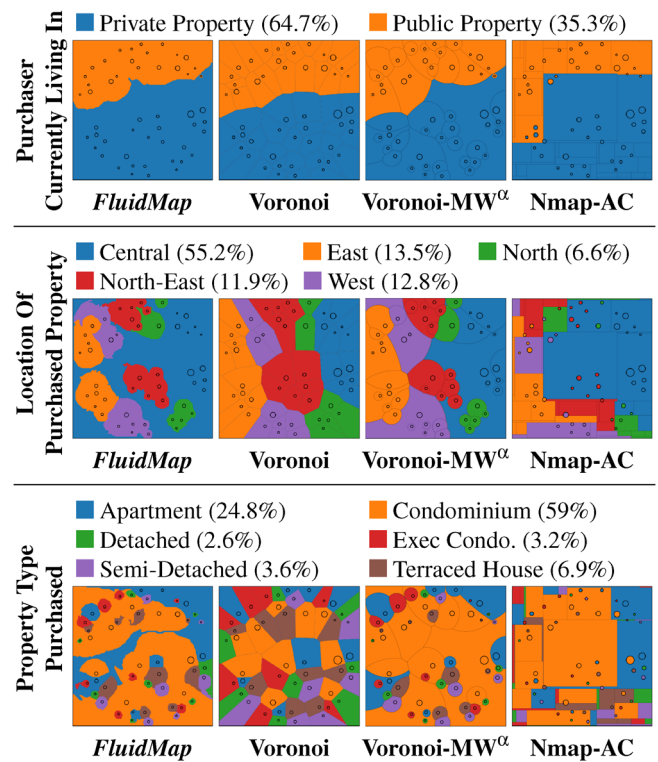 Purchaser
Currently Living In
Private Property (64.7%) Public Property (35.3%)
FluidMap Voronoi Voronoi-MWα Nmap-AC
Location Of
Purchased Property
Central (55.2%) East (13.5%) North (6.6%)
North-East (11.9%) West (12.8%)
FluidMap Voronoi Voronoi-MWα Nmap-AC
Property Type
Purchased
Apartment (24.8%) Condominium (59%)
Detached (2.6%) Exec Condo. (3.2%)
Semi-Detached (3.6%) Terraced House (6.9%)
FluidMap Voronoi Voronoi-MWα Nmap-AC